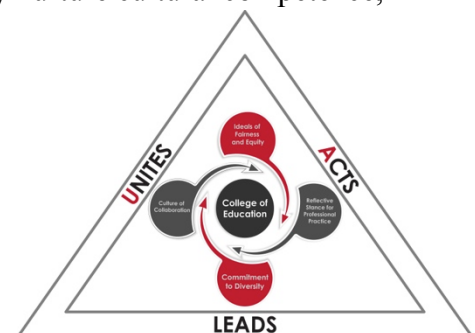 Ideals of
Fairness
and Equity
UNITES
ACTS
Culture of
Collaboration
College of
Education
Reflective
Stance for
Professional
Practice
Commitment
to Diversity
LEADS